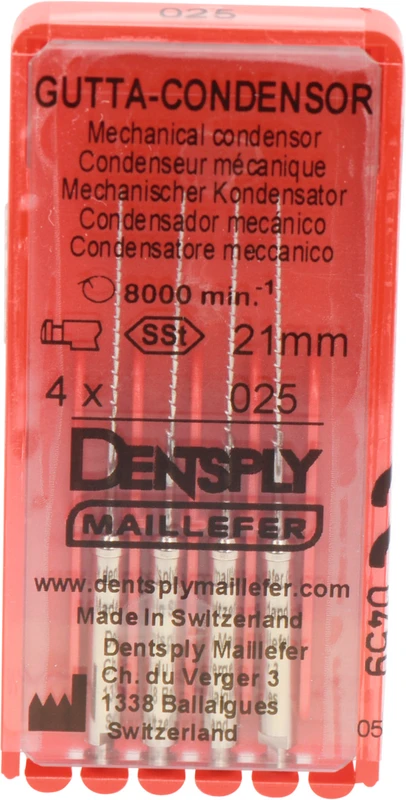 025
GUTTA-CONDENSOR
Mechanical condensor
Condenseur mécanique
Mechanischer Kondensator
Condensador mecánico
Condensatore meccanico
8000 min.-1
SSt 21mm
4 x 025
DENTSPLY
MAILLEFER
www.dentsplymaillefer.com
Made In Switzerland
Dentsply Maillefer
Ch. du Verger 3
1338 Ballaigues
Switzerland
0459
05